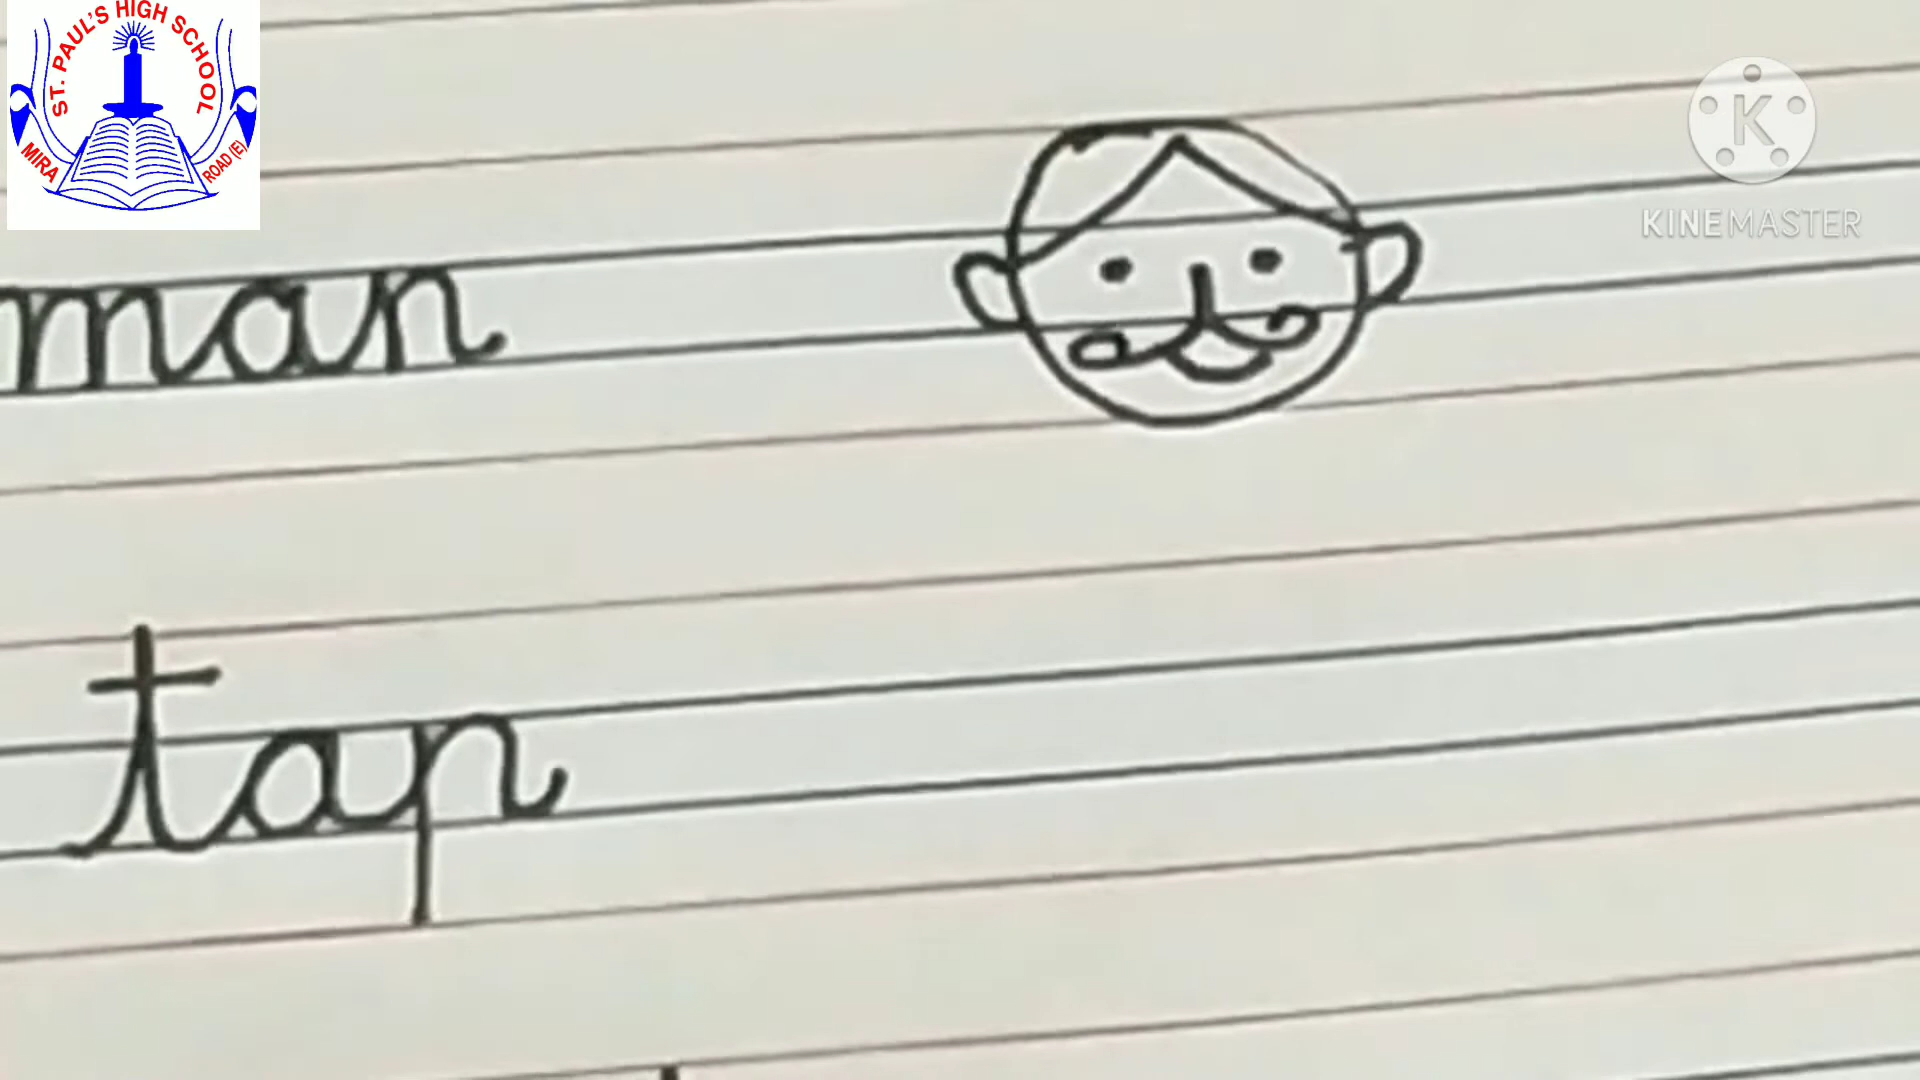 ST. PAUL'S HIGH SCHOOL
MIRA ROAD (E)
K
KINEMASTER
man
tap